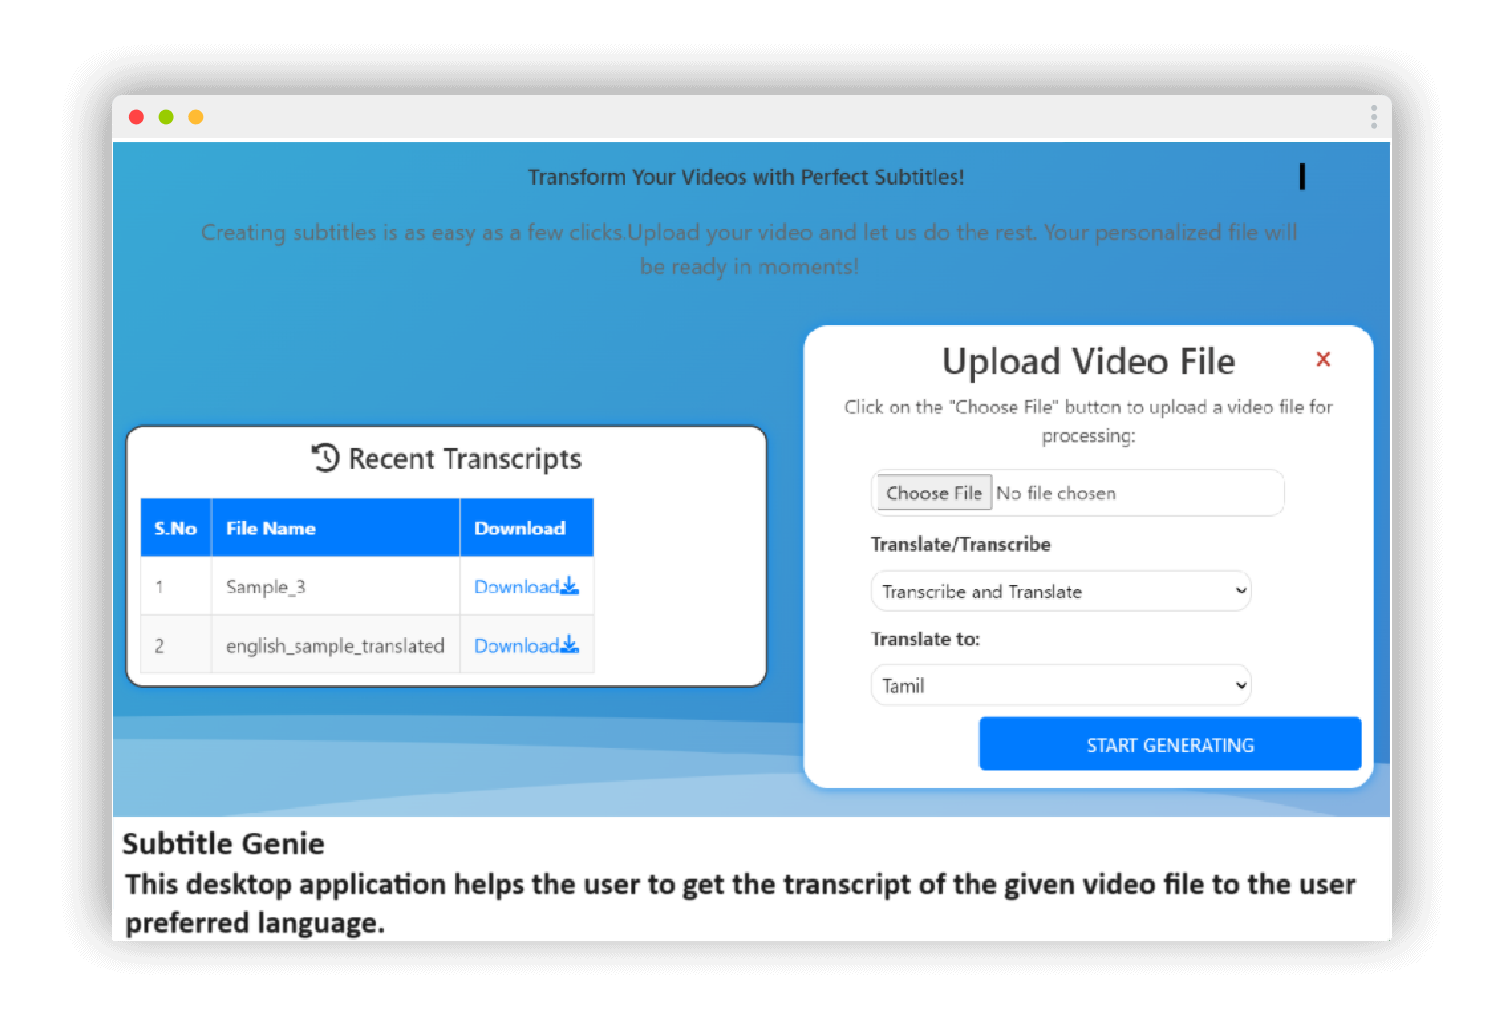 Transform Your Videos with Perfect Subtitles!
Creating subtitles is as easy as a few clicks.Upload your video and let us do the rest. Your personalized file will
be ready in moments!
Recent Transcripts
S.No File Name Download
1 Sample_3 Download
2 english_sample_translated Download
Upload Video File X
Click on the "Choose File" button to upload a video file for
processing:
Choose File No file chosen
Translate/Transcribe
Transcribe and Translate
Translate to:
Tamil
START GENERATING
Subtitle Genie
This desktop application helps the user to get the transcript of the given video file to the user
preferred language.